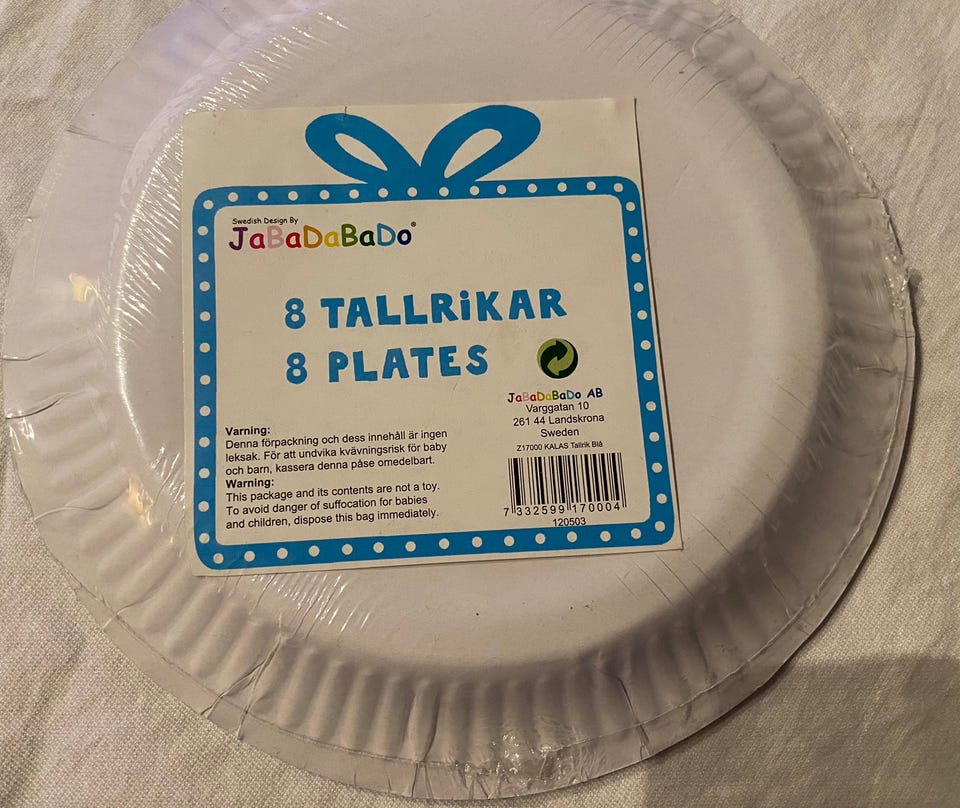 Swedish Design By
JaBaDaBaDo®
8 TALLRiKAR
8 PLATES
JaBaDaBaDo AB
Varggatan 10
261 44 Landskrona
Sweden
Z17000 KALAS Tallrik Blå
7 332599 170004
120503
Varning:
Denna förpackning och dess innehåll är ingen
leksak. För att undvika kvävningsrisk för baby
och barn, kassera denna påse omedelbart.
Warning:
This package and its contents are not a toy.
To avoid danger of suffocation for babies
and children, dispose this bag immediately.